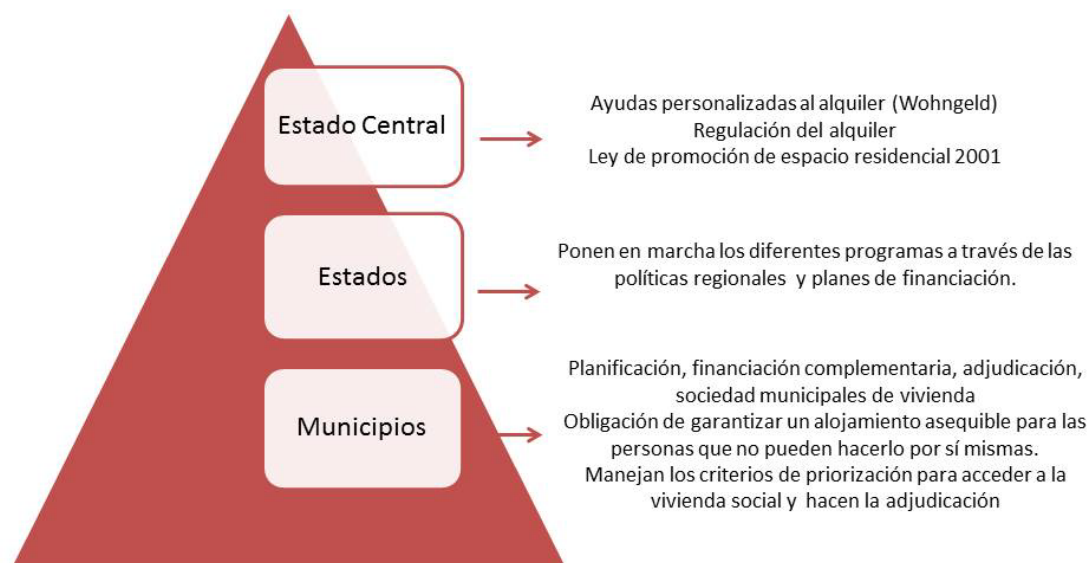 Estado Central
Ayudas personalizadas al alquiler (Wohngeld)
Regulación del alquiler
Ley de promoción de espacio residencial 2001
Estados
Ponen en marcha los diferentes programas a través de las
políticas regionales y planes de financiación.
Municipios
Planificación, financiación complementaria, adjudicación,
sociedad municipales de vivienda
Obligación de garantizar un alojamiento asequible para las
personas que no pueden hacerlo por sí mismas.
Manejan los criterios de priorización para acceder a la
vivienda social y hacen la adjudicación